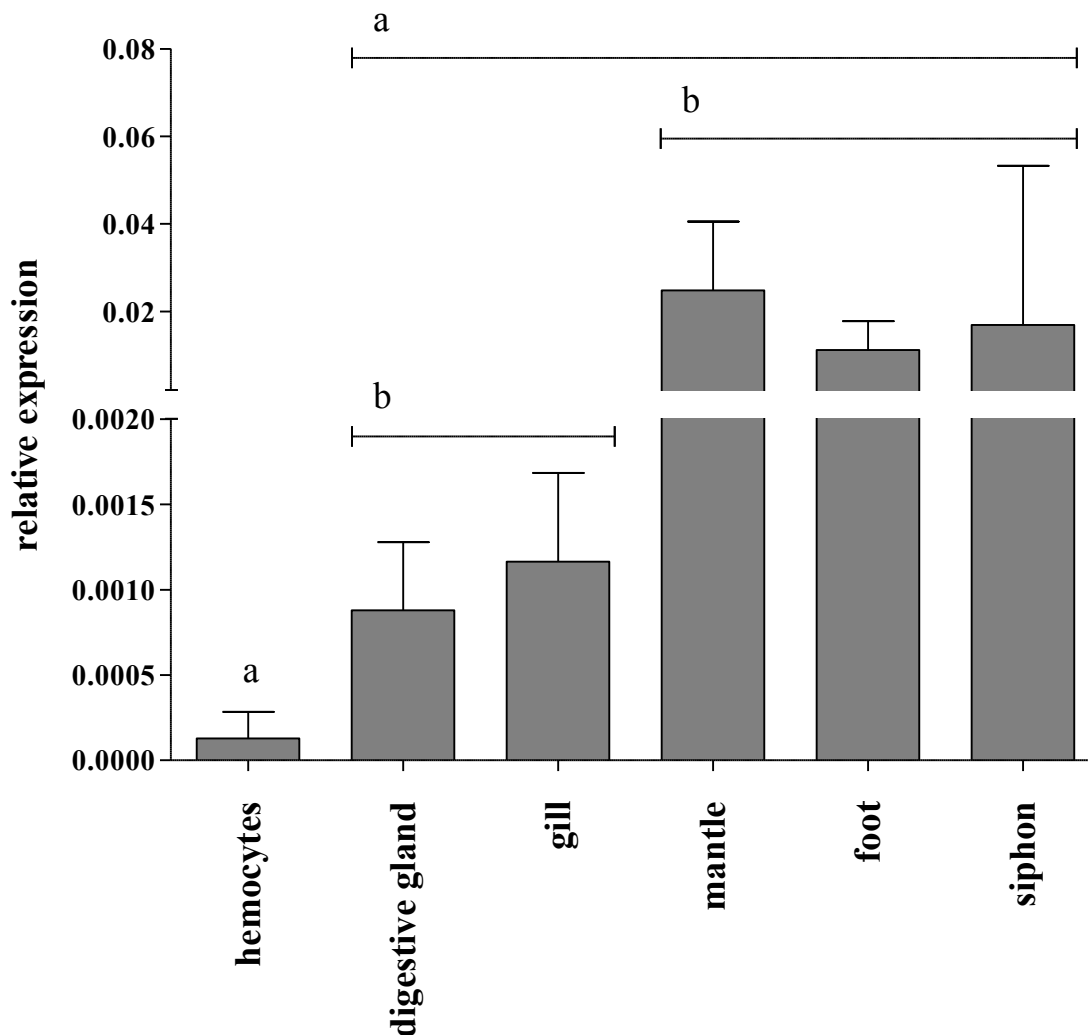 a
0.08
b
0.06
0.04
0.02
relative expression
b
0.0020
0.0015
0.0010
a
0.0005
0.0000
hemocytes
digestive gland
gill
mantle
foot
siphon